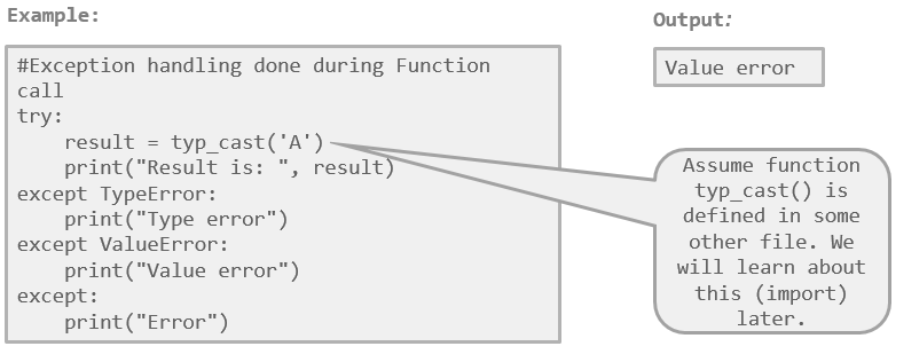 Example:
#Exception handling done during Function
call
try:
    result = typ_cast('A')
    print("Result is: ", result)
except TypeError:
    print("Type error")
except ValueError:
    print("Value error")
except:
    print("Error")
Output:
Value error
Assume function
typ_cast() is
defined in some
other file. We
will learn about
this (import)
later.